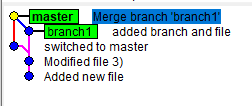 master Merge branch 'branch1'
branch1 added branch and file
switched to master
Modified file 3)
Added new file